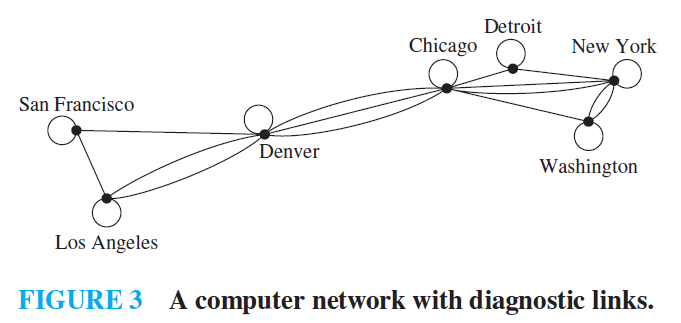 Detroit
Chicago
New York
San Francisco
Denver
Washington
Los Angeles
FIGURE 3 A computer network with diagnostic links.